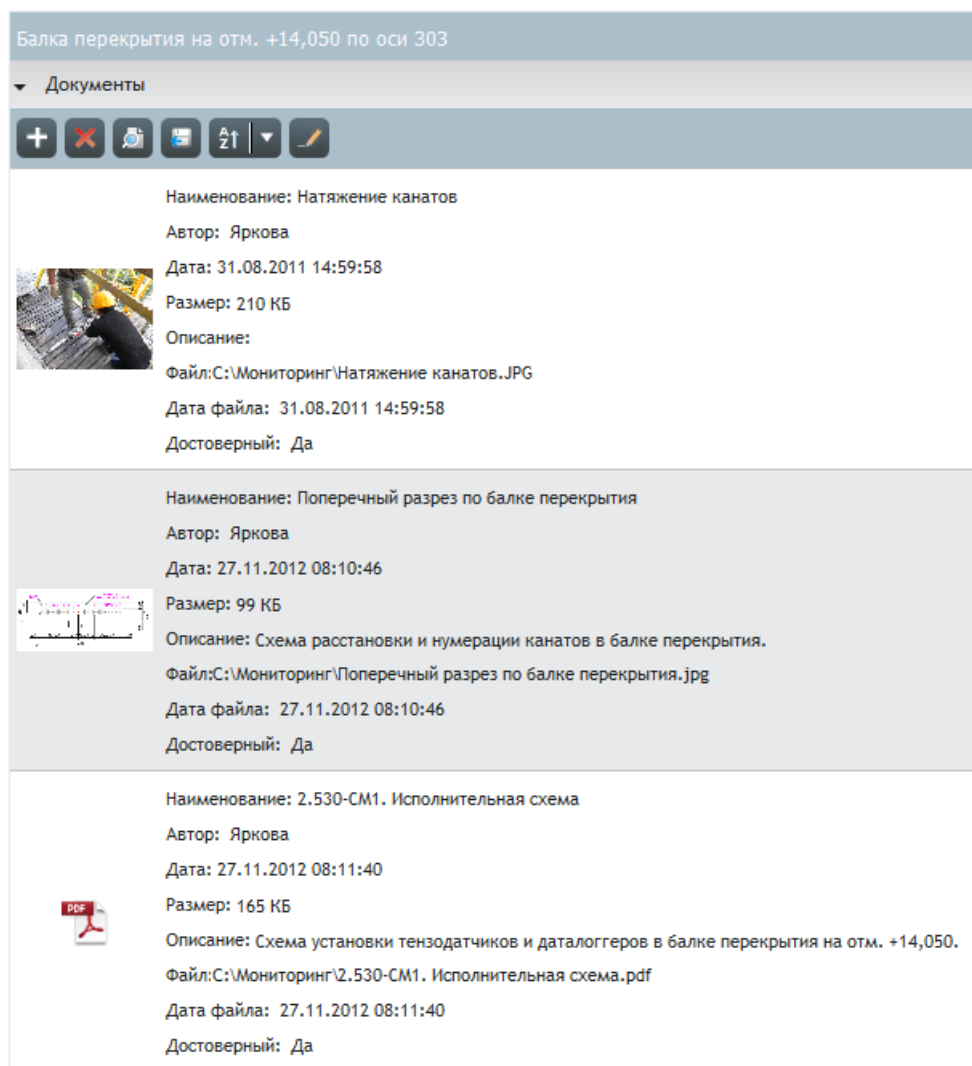 Балка перекрытия на отм. +14,050 по оси 303
Документы
Наименование: Натяжение канатов
Автор: Яркова
Дата: 31.08.2011 14:59:58
Размер: 210 КБ
Описание:
Файл:C:\Мониторинг\Натяжение канатов.JPG
Дата файла: 31.08.2011 14:59:58
Достоверный: Да
Наименование: Поперечный разрез по балке перекрытия
Автор: Яркова
Дата: 27.11.2012 08:10:46
Размер: 99 КБ
Описание: Схема расстановки и нумерации канатов в балке перекрытия.
Файл:C:\Мониторинг\Поперечный разрез по балке перекрытия.jpg
Дата файла: 27.11.2012 08:10:46
Достоверный: Да
Наименование: 2.530-СМ1. Исполнительная схема
Автор: Яркова
Дата: 27.11.2012 08:11:40
PDF
Размер: 165 КБ
Описание: Схема установки тензодатчиков и даталоггеров в балке перекрытия на отм. +14,050.
Файл:C:\Мониторинг\2.530-СМ1. Исполнительная схема.pdf
Дата файла: 27.11.2012 08:11:40
Достоверный: Да